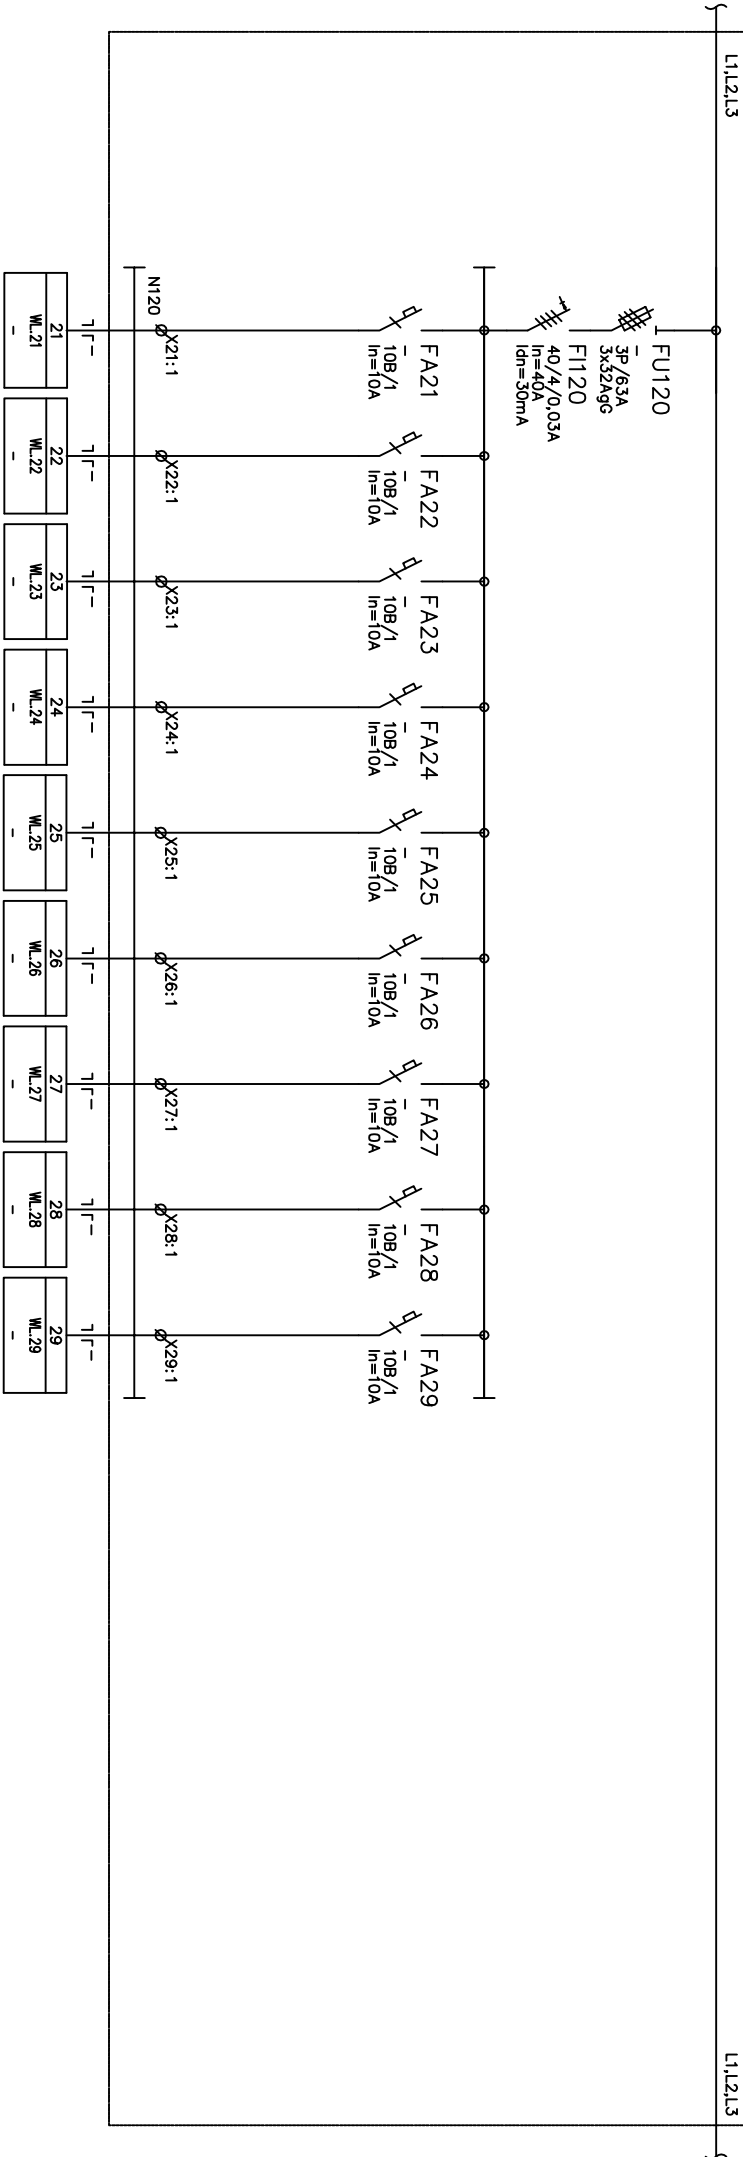 L1,L2,L3
L1,L2,L3
FU120
-
3P/63A
3x32AgG
FI120
40/4/0,03A
In=40A
Idn=30mA
FA21
-
10B/1
In=10A
FA22
-
10B/1
In=10A
FA23
-
10B/1
In=10A
FA24
-
10B/1
In=10A
FA25
-
10B/1
In=10A
FA26
-
10B/1
In=10A
FA27
-
10B/1
In=10A
FA28
-
10B/1
In=10A
FA29
-
10B/1
In=10A
X21:1
X22:1
X23:1
X24:1
X25:1
X26:1
X27:1
X28:1
X29:1
N120
21
WL.21
-
22
WL.22
-
23
WL.23
-
24
WL.24
-
25
WL.25
-
26
WL.26
-
27
WL.27
-
28
WL.28
-
29
WL.29
-